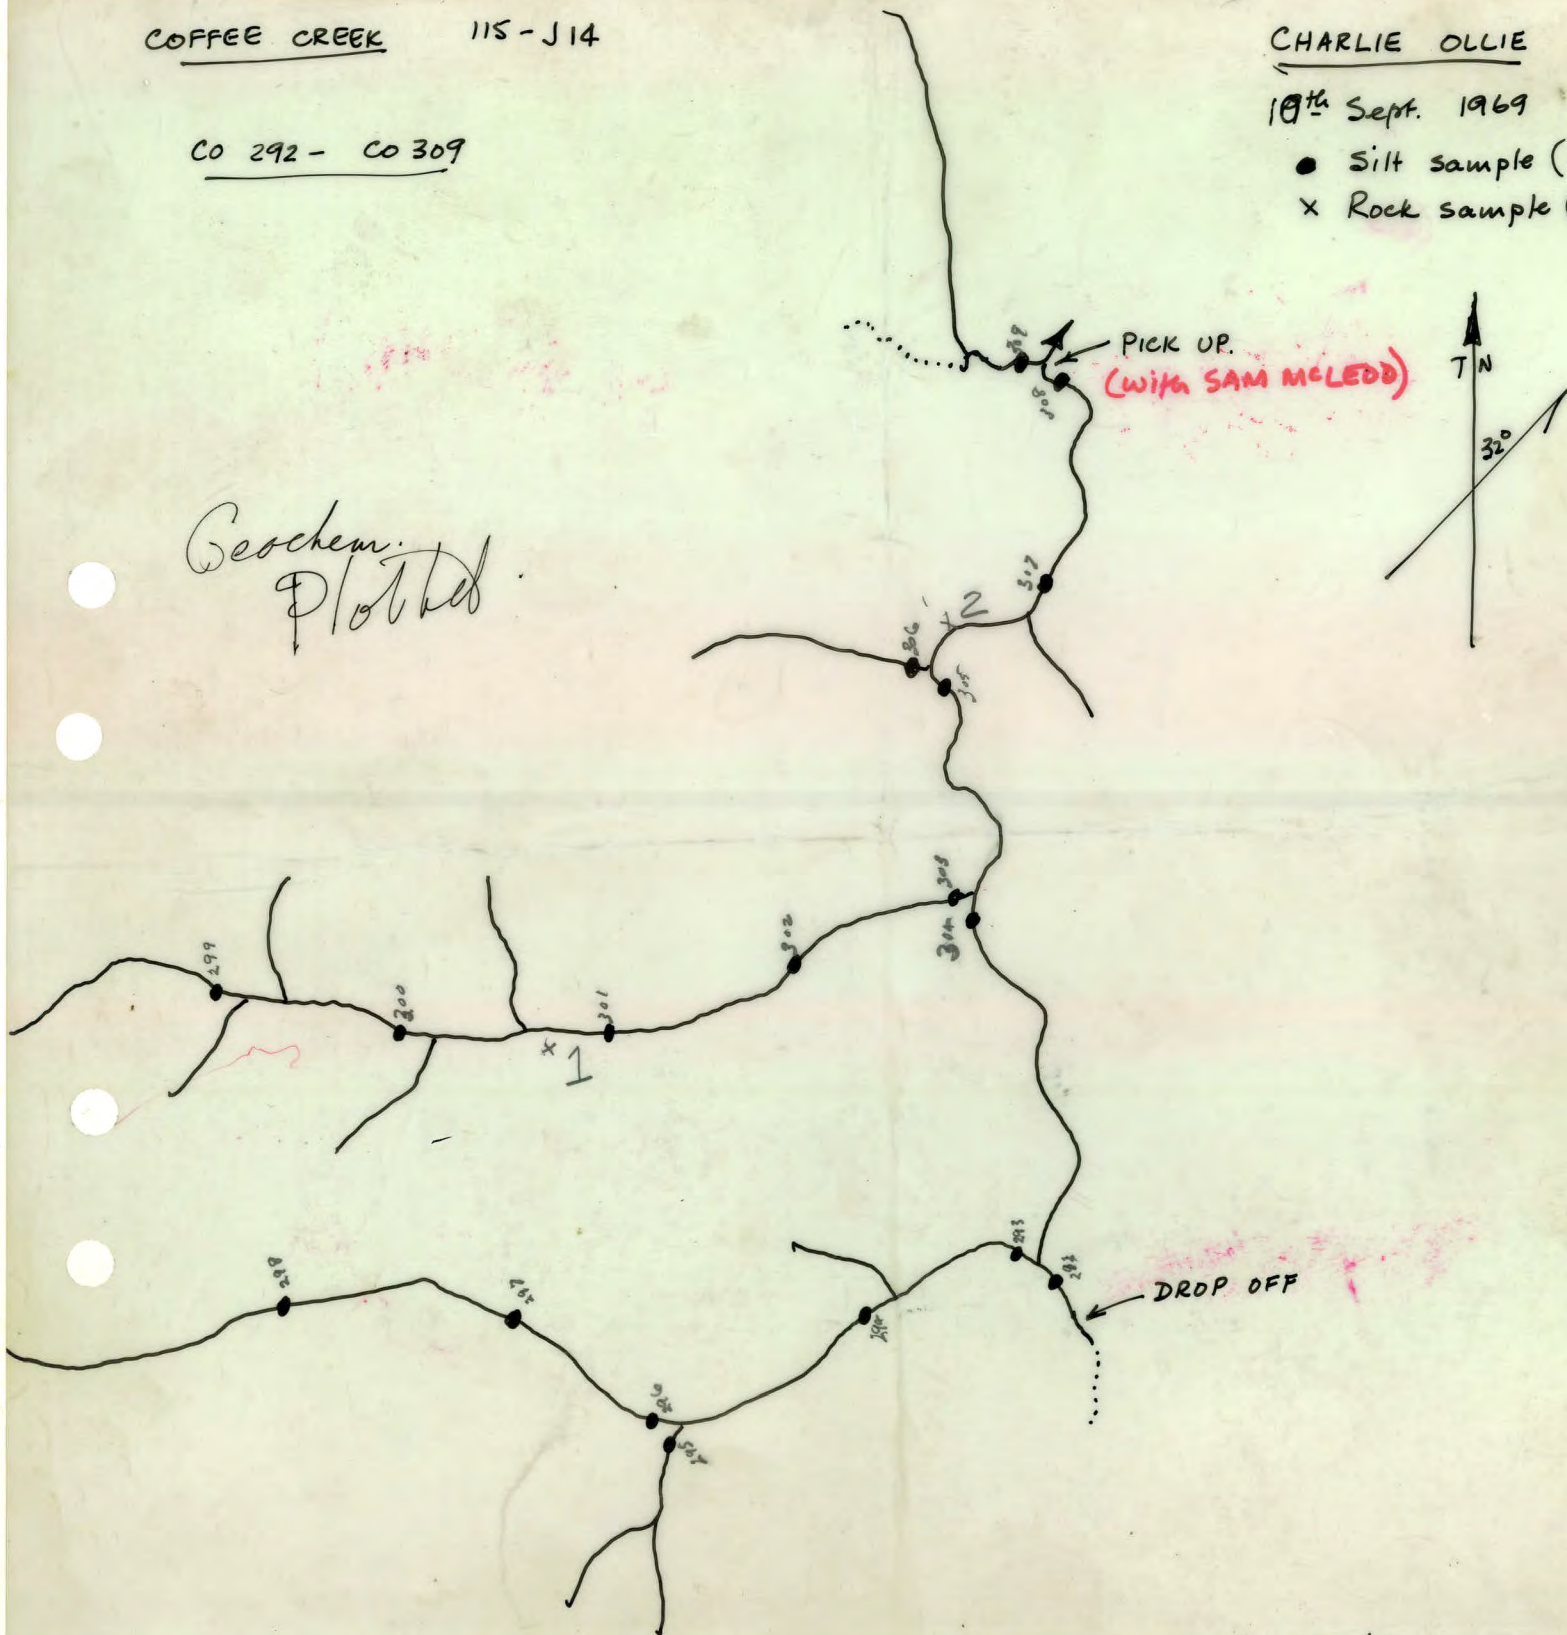 COFFEE CREEK 115-J14
CO 292 - CO 309
CHARLIE OLLIE
Sept. 1969
● Silt sample (
x Rock sample (
PICK UP.
(with SAM McLEOD)
T N
32°
Geochem.
Plotted.
309
308
307
2
306
305
303
304
302
301
300
299
1
293
292
DROP OFF
294
298
297
296
295